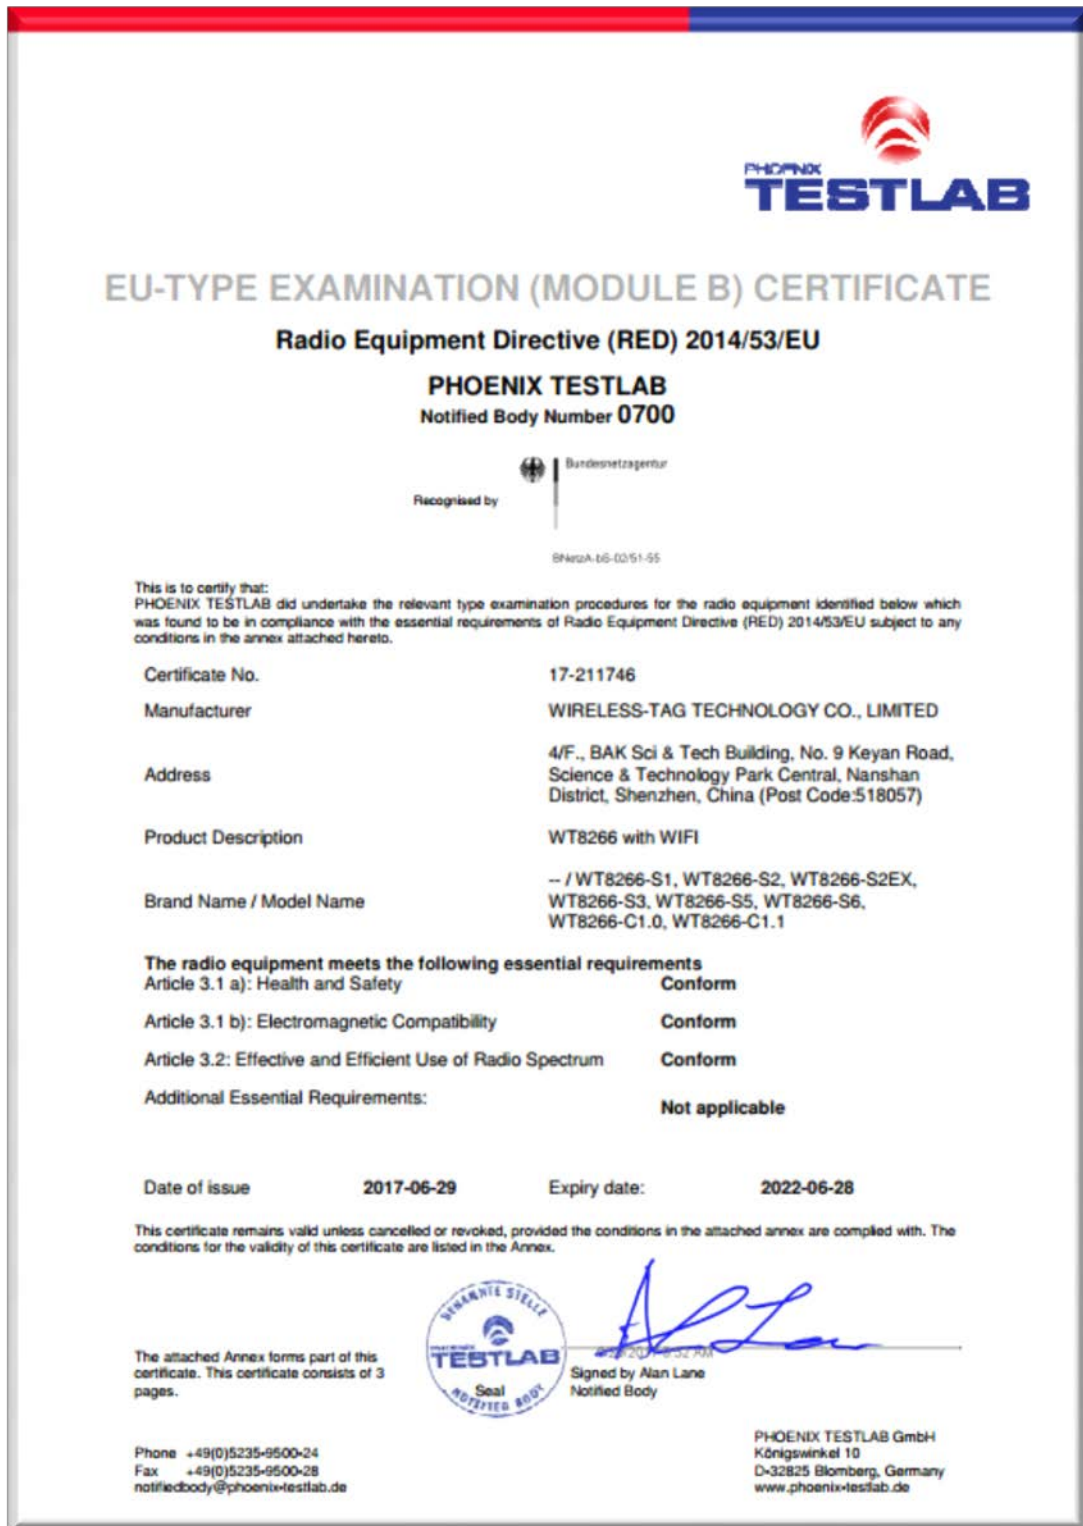 PHOENIX
TESTLAB
EU-TYPE EXAMINATION (MODULE B) CERTIFICATE
Radio Equipment Directive (RED) 2014/53/EU
PHOENIX TESTLAB
Notified Body Number 0700
Bundesnetzagentur
Recognised by
BNetzA-bS-02/51-55
This is to certify that:
PHOENIX TESTLAB did undertake the relevant type examination procedures for the radio equipment identified below which
was found to be in compliance with the essential requirements of Radio Equipment Directive (RED) 2014/53/EU subject to any
conditions in the annex attached hereto.
Certificate No. 17-211746
Manufacturer WIRELESS-TAG TECHNOLOGY CO., LIMITED
Address 4/F., BAK Sci & Tech Building, No. 9 Keyan Road,
Science & Technology Park Central, Nanshan
District, Shenzhen, China (Post Code:518057)
Product Description WT8266 with WIFI
Brand Name / Model Name -- / WT8266-S1, WT8266-S2, WT8266-S2EX,
WT8266-S3, WT8266-S5, WT8266-S6,
WT8266-C1.0, WT8266-C1.1
The radio equipment meets the following essential requirements
Article 3.1 a): Health and Safety Conform
Article 3.1 b): Electromagnetic Compatibility Conform
Article 3.2: Effective and Efficient Use of Radio Spectrum Conform
Additional Essential Requirements: Not applicable
Date of issue 2017-06-29 Expiry date: 2022-06-28
This certificate remains valid unless cancelled or revoked, provided the conditions in the attached annex are complied with. The
conditions for the validity of this certificate are listed in the Annex.
BENANNTE STELLE
PHOENIX
TESTLAB
Seal
NOTIFIED BODY
The attached Annex forms part of this
certificate. This certificate consists of 3
pages.
Signed by Alan Lane
Notified Body
Phone +49(0)5235-9500-24
Fax +49(0)5235-9500-28
notifiedbody@phoenix-testlab.de
PHOENIX TESTLAB GmbH
Königswinkel 10
D-32825 Blomberg, Germany
www.phoenix-testlab.de